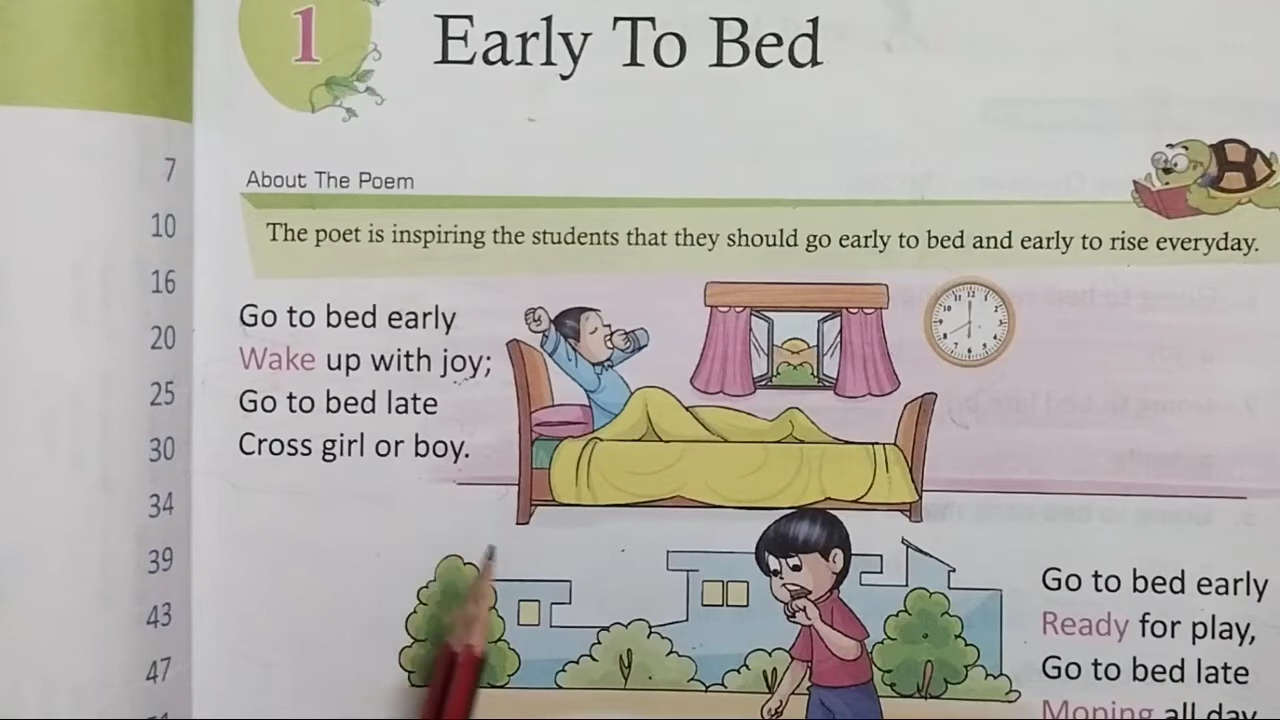 1
Early To Bed
About The Poem
The poet is inspiring the students that they should go early to bed and early to rise everyday.
Go to bed early
Wake up with joy;
Go to bed late
Cross girl or boy.
Go to bed early
Ready for play,
Go to bed late
Moping all day
7
10
16
20
25
30
34
39
43
47